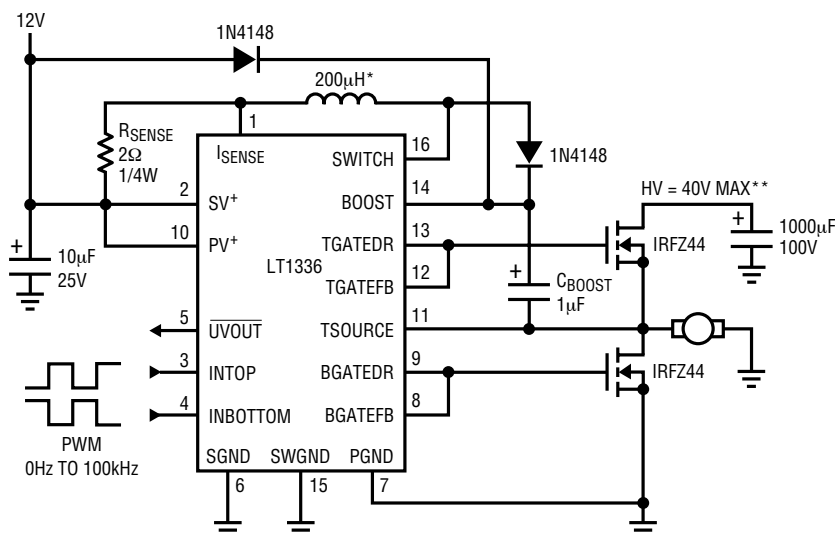 12V
1N4148
200µH*
1
RSENSE
2Ω
1/4W
ISENSE
SWITCH
16
1N4148
2
SV+
BOOST
14
HV = 40V MAX**
10
PV+
TGATEDR
13
+
1000µF
100V
IRFZ44
+
10µF
25V
LT1336
TGATEFB
12
+
CBOOST
1µF
5
UVOUT
TSOURCE
11
3
INTOP
BGATEDR
9
IRFZ44
4
INBOTTOM
BGATEFB
8
PWM
0Hz TO 100kHz
SGND
SWGND
PGND
6
15
7